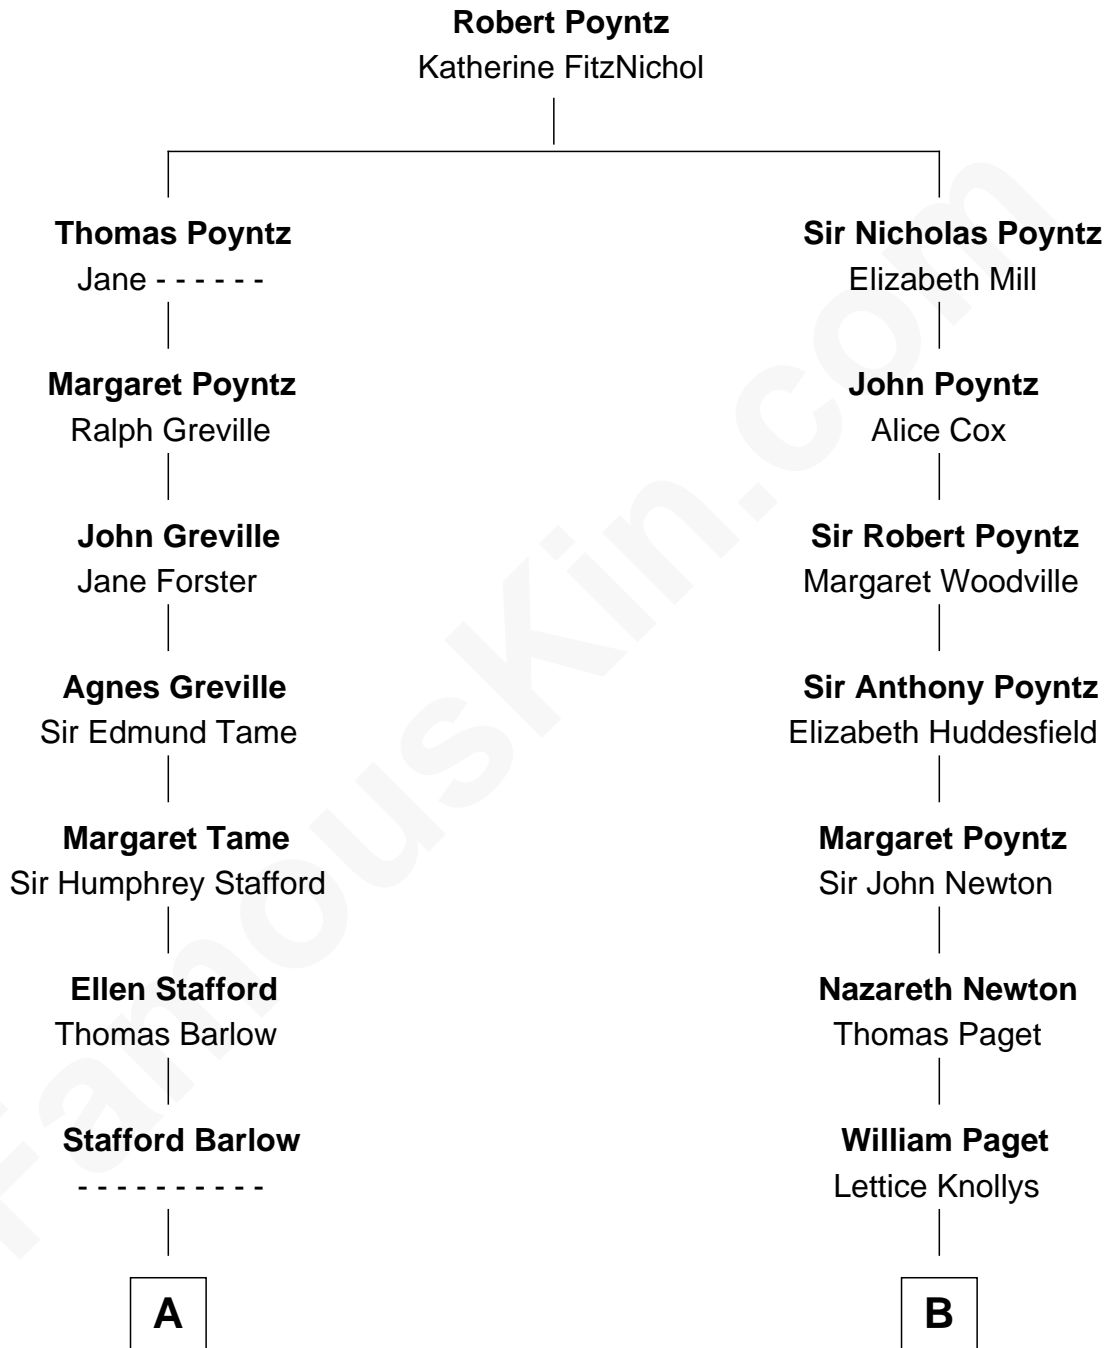 Robert Poyntz
Katherine FitzNichol
Thomas Poyntz
Jane - - - - - -
Margaret Poyntz
Ralph Greville
John Greville
Jane Forster
Agnes Greville
Sir Edmund Tame
Margaret Tame
Sir Humphrey Stafford
Ellen Stafford
Thomas Barlow
Stafford Barlow
- - - - - - - - - -
A
Sir Nicholas Poyntz
Elizabeth Mill
John Poyntz
Alice Cox
Sir Robert Poyntz
Margaret Woodville
Sir Anthony Poyntz
Elizabeth Huddesfield
Margaret Poyntz
Sir John Newton
Nazareth Newton
Thomas Paget
William Paget
Lettice Knollys
B
FamousKin.com